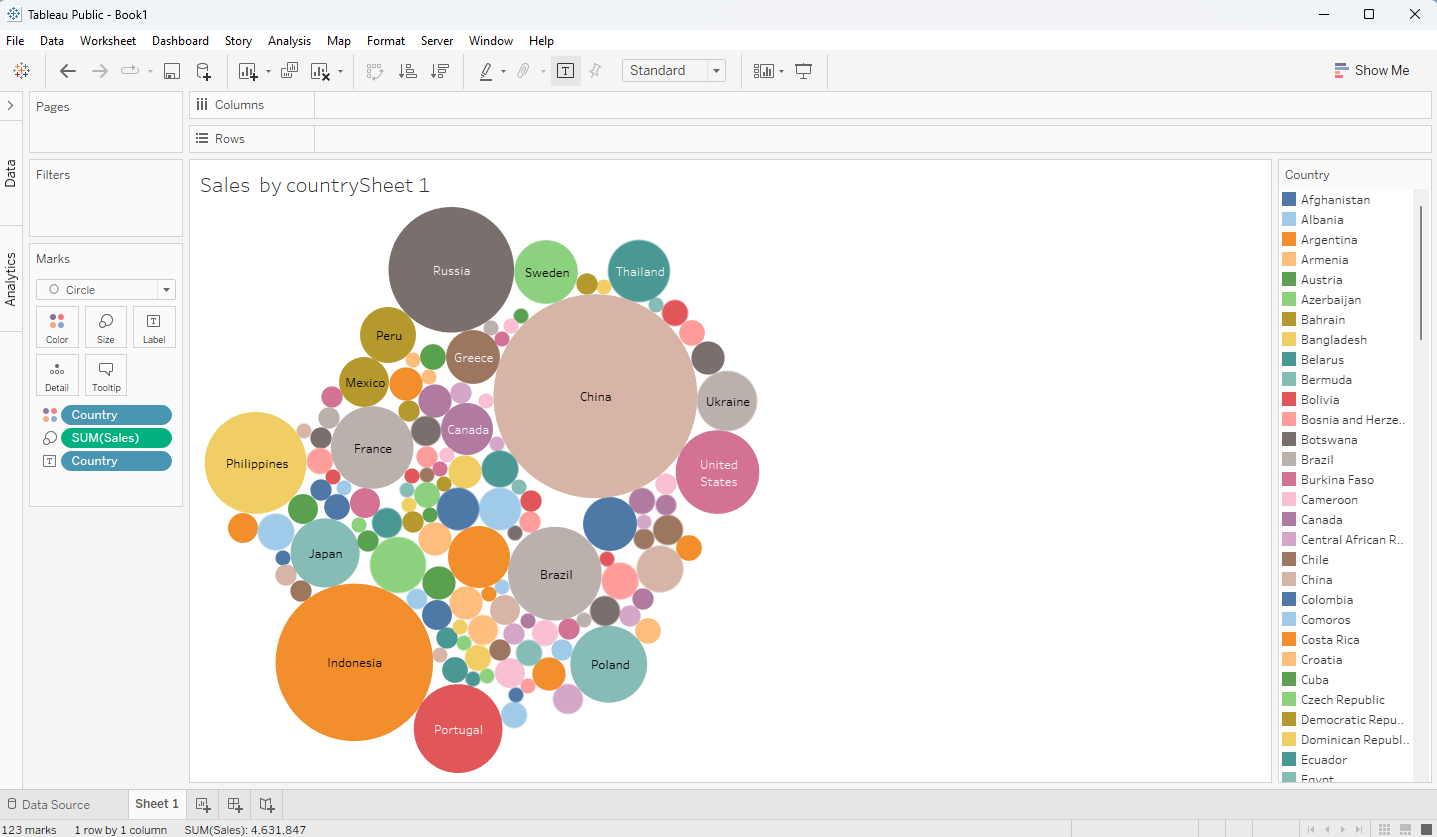 Tableau Public - Book1
File Data Worksheet Dashboard Story Analysis Map Format Server Window Help
Standard
Show Me
Data
Analytics
Pages
Filters
Marks
Circle
Color Size Label
Detail Tooltip
Country
SUM(Sales)
Country
Columns
Rows
Sales by countrySheet 1
Russia
Sweden
Thailand
Peru
Greece
Mexico
China
Ukraine
Canada
France
Philippines
United
States
Japan
Brazil
Indonesia
Poland
Portugal
Country
Afghanistan
Albania
Argentina
Armenia
Austria
Azerbaijan
Bahrain
Bangladesh
Belarus
Bermuda
Bolivia
Bosnia and Herze..
Botswana
Brazil
Burkina Faso
Cameroon
Canada
Central African R..
Chile
China
Colombia
Comoros
Costa Rica
Croatia
Cuba
Czech Republic
Democratic Repu..
Dominican Republ..
Ecuador
Egypt
Data Source Sheet 1
123 marks 1 row by 1 column SUM(Sales): 4,631,847